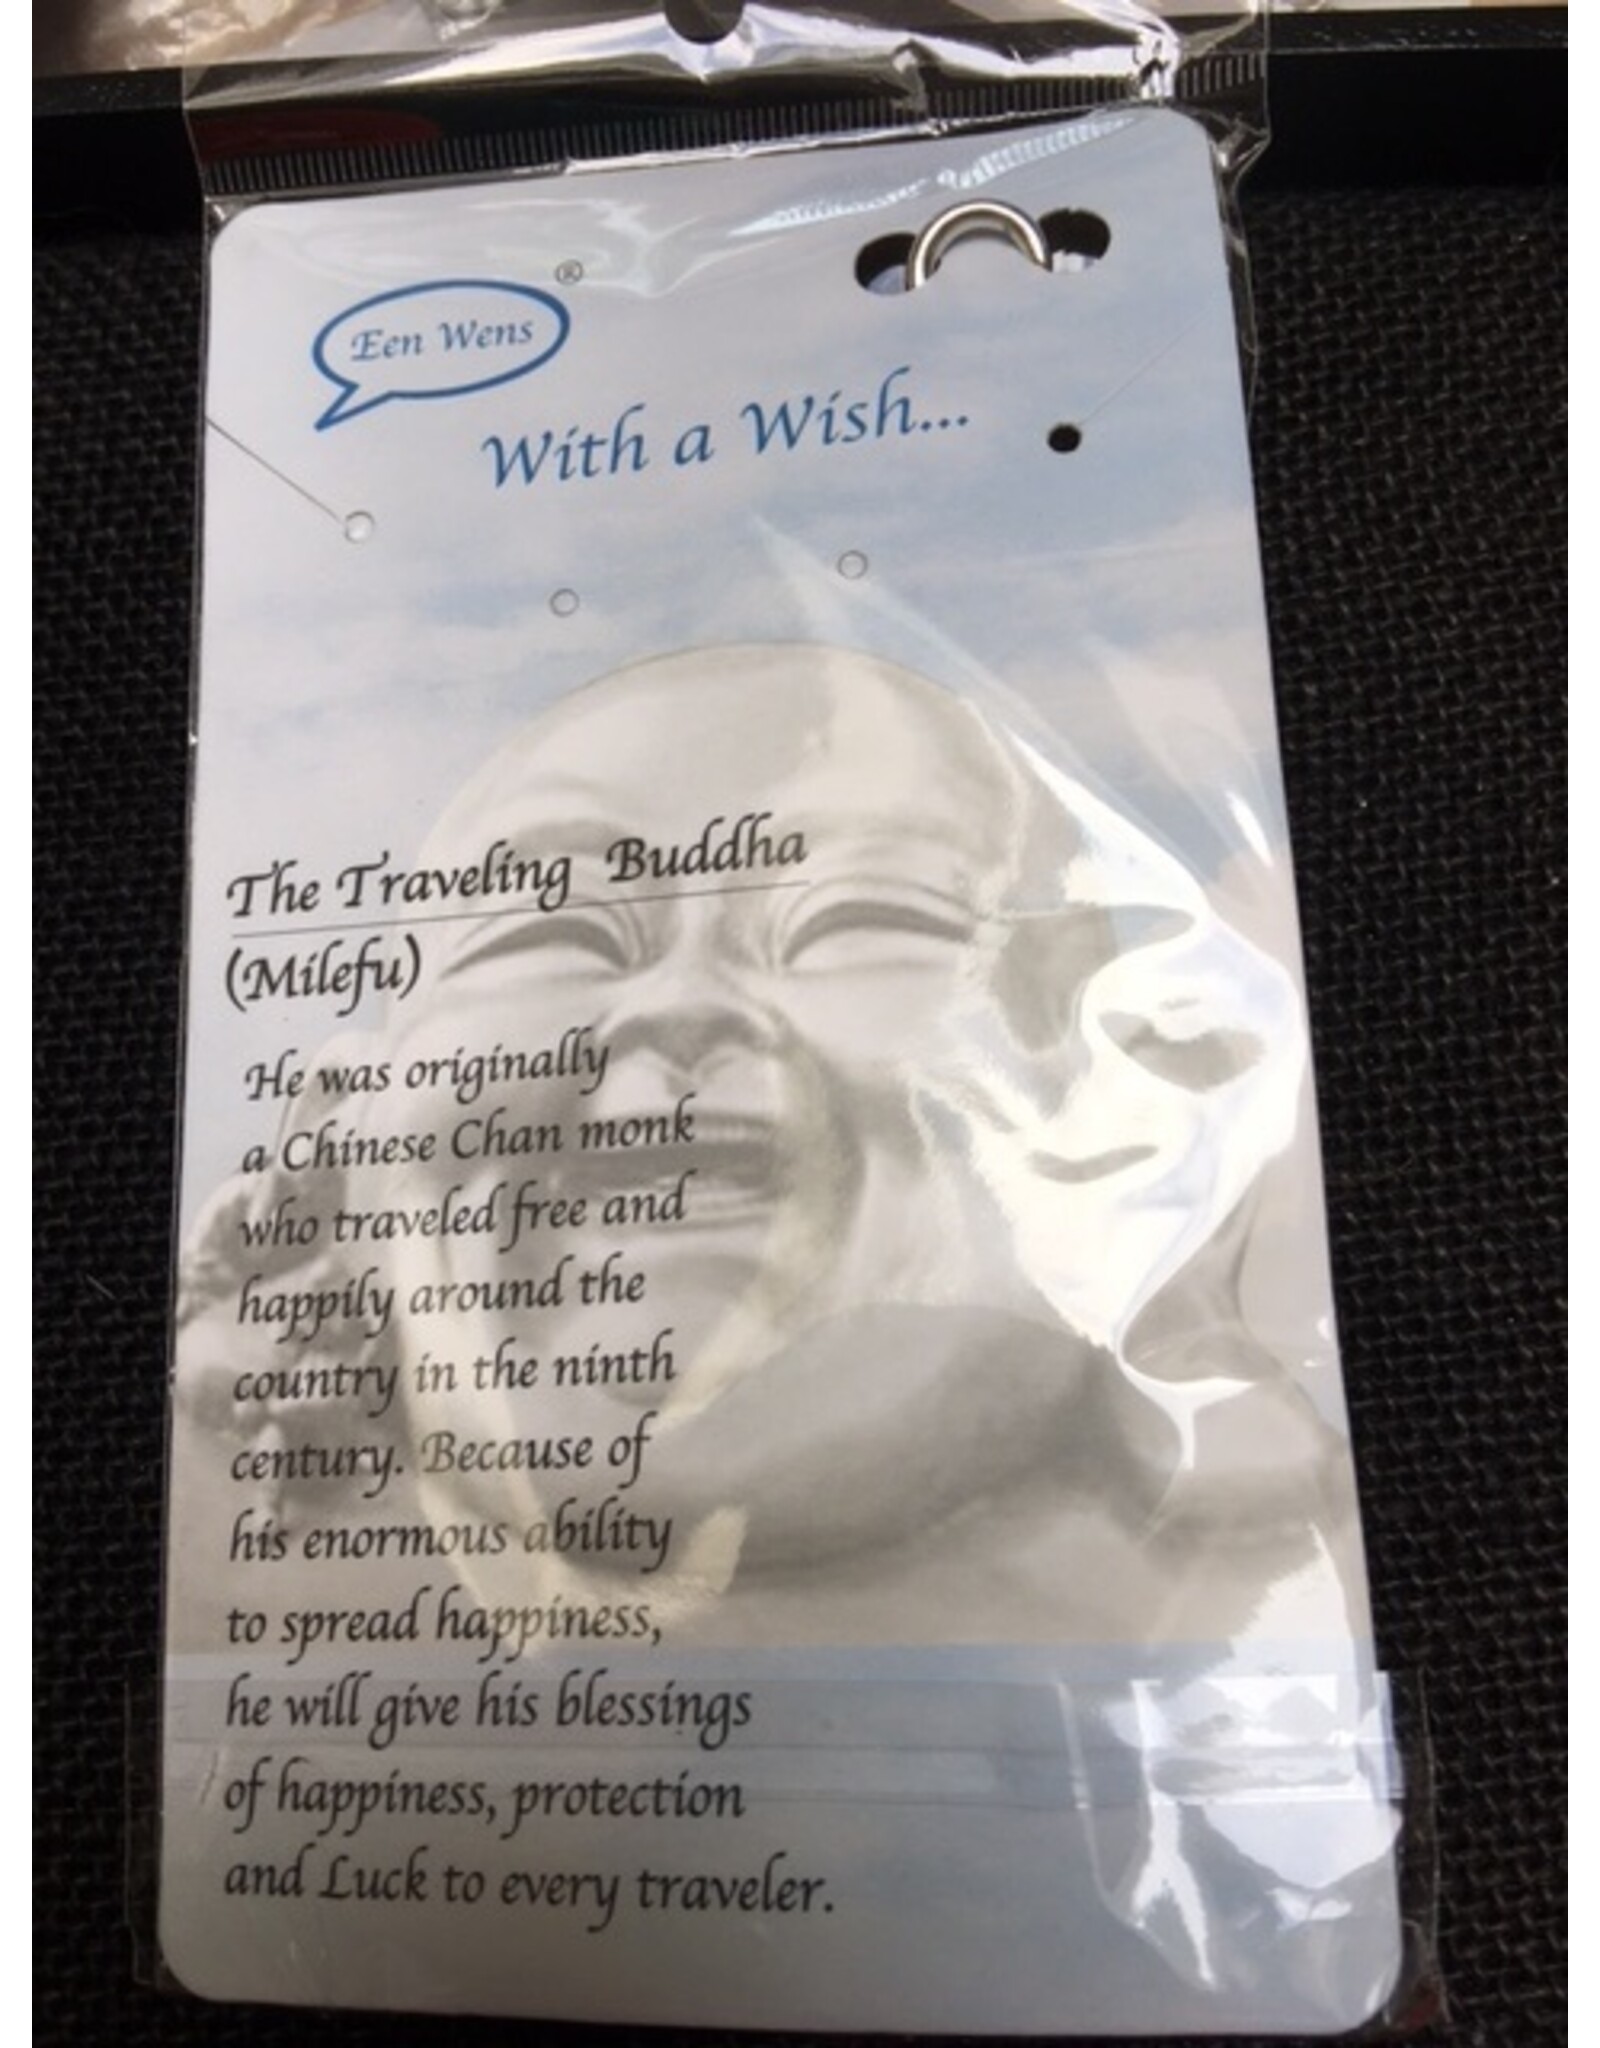 Een Wens ®
With a Wish...
The Traveling Buddha
(Milefu)
He was originally
a Chinese Chan monk
who traveled free and
happily around the
country in the ninth
century. Because of
his enormous ability
to spread happiness,
he will give his blessings
of happiness, protection
and Luck to every traveler.